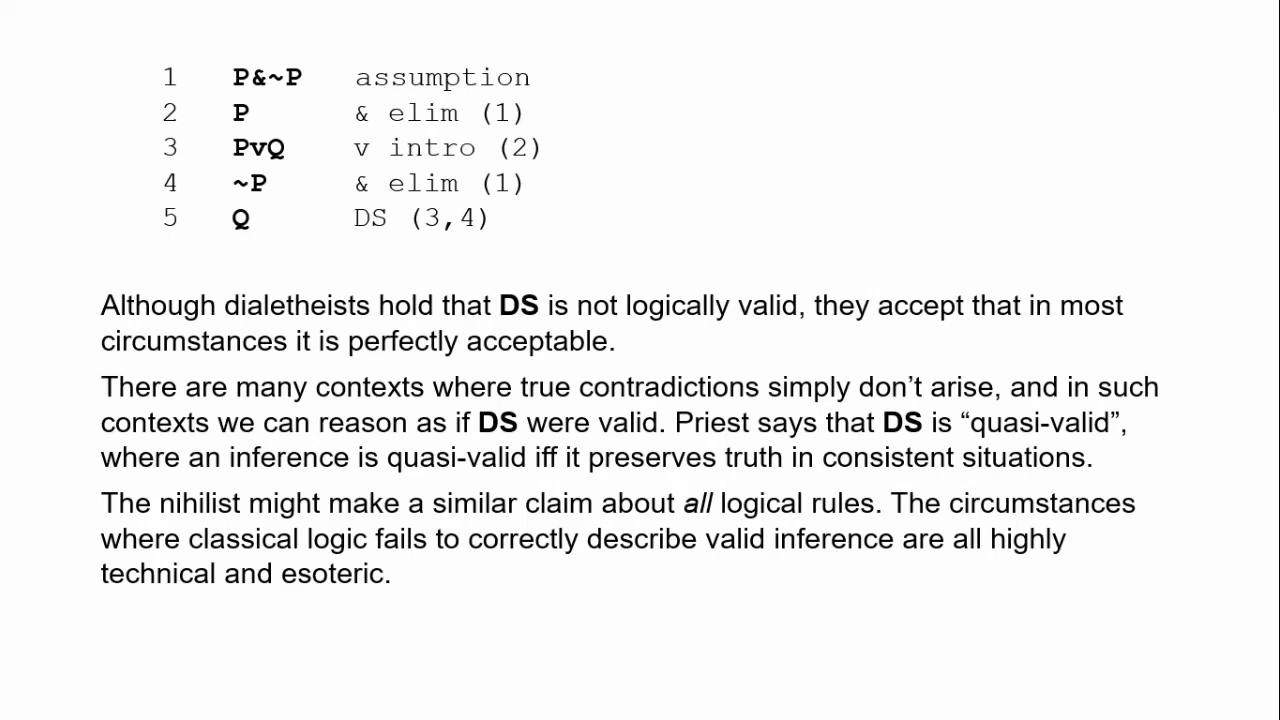 1 P&~P assumption
2 P & elim (1)
3 PvQ v intro (2)
4 ~P & elim (1)
5 Q DS (3,4)
Although dialetheists hold that DS is not logically valid, they accept that in most
circumstances it is perfectly acceptable.
There are many contexts where true contradictions simply don’t arise, and in such
contexts we can reason as if DS were valid. Priest says that DS is “quasi-valid”,
where an inference is quasi-valid iff it preserves truth in consistent situations.
The nihilist might make a similar claim about all logical rules. The circumstances
where classical logic fails to correctly describe valid inference are all highly
technical and esoteric.